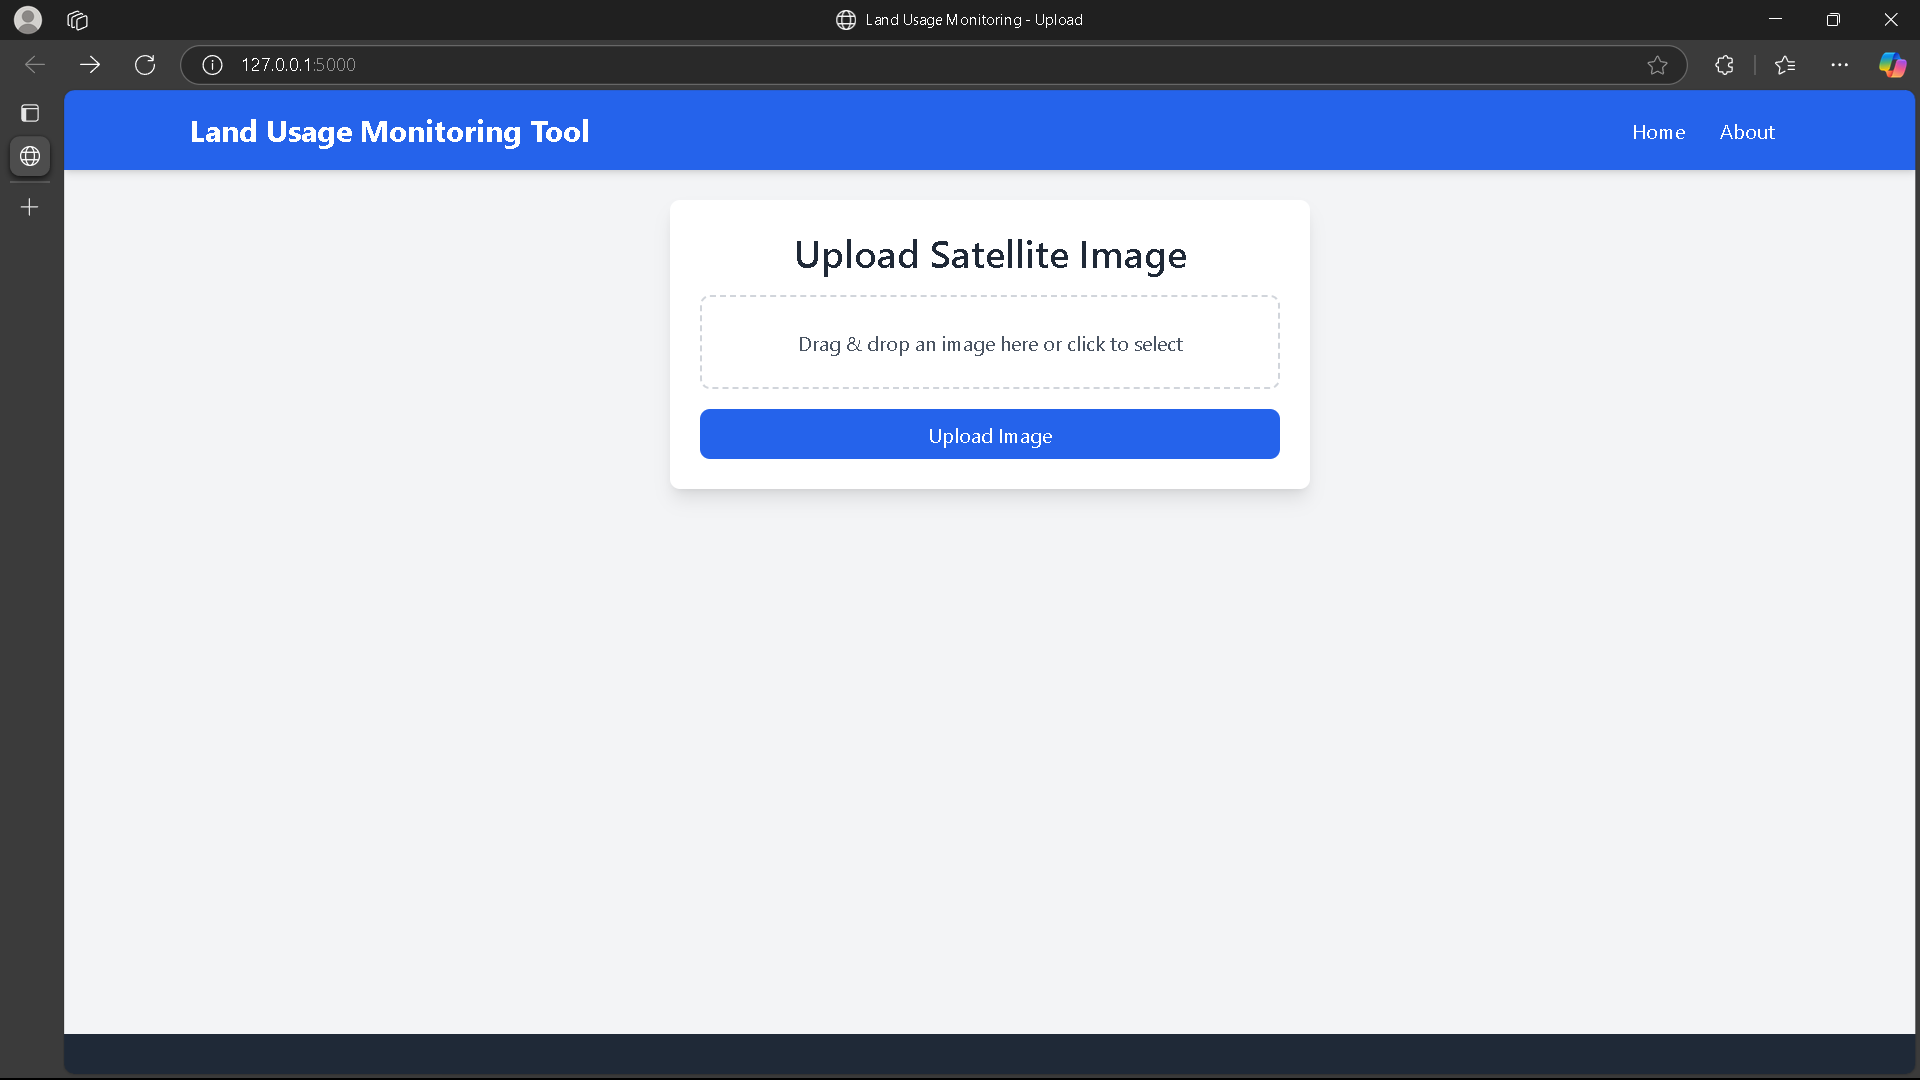 Land Usage Monitoring - Upload
127.0.0.1:5000
Land Usage Monitoring Tool
Home
About
Upload Satellite Image
Drag & drop an image here or click to select
Upload Image